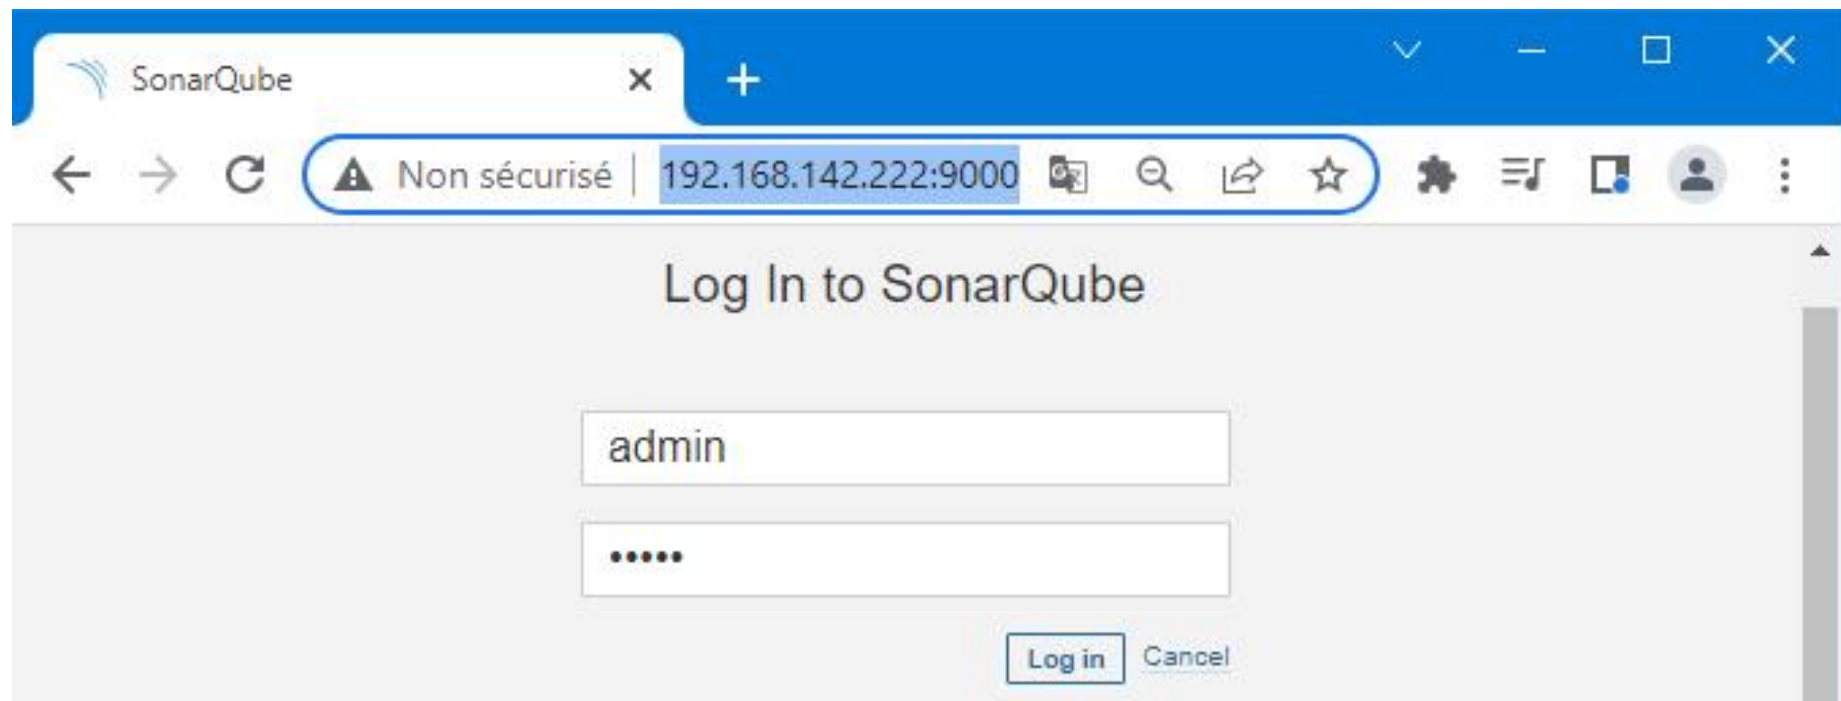 SonarQube
Non sécurisé 192.168.142.222:9000
Log In to SonarQube
admin
•••••
Log in Cancel